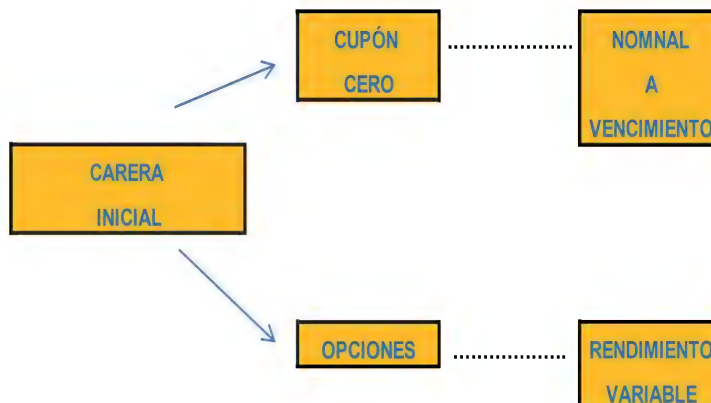 CUPÓN
CERO
NOMNAL
A
VENCIMIENTO
CARERA
INICIAL
OPCIONES
RENDIMIENTO
VARIABLE